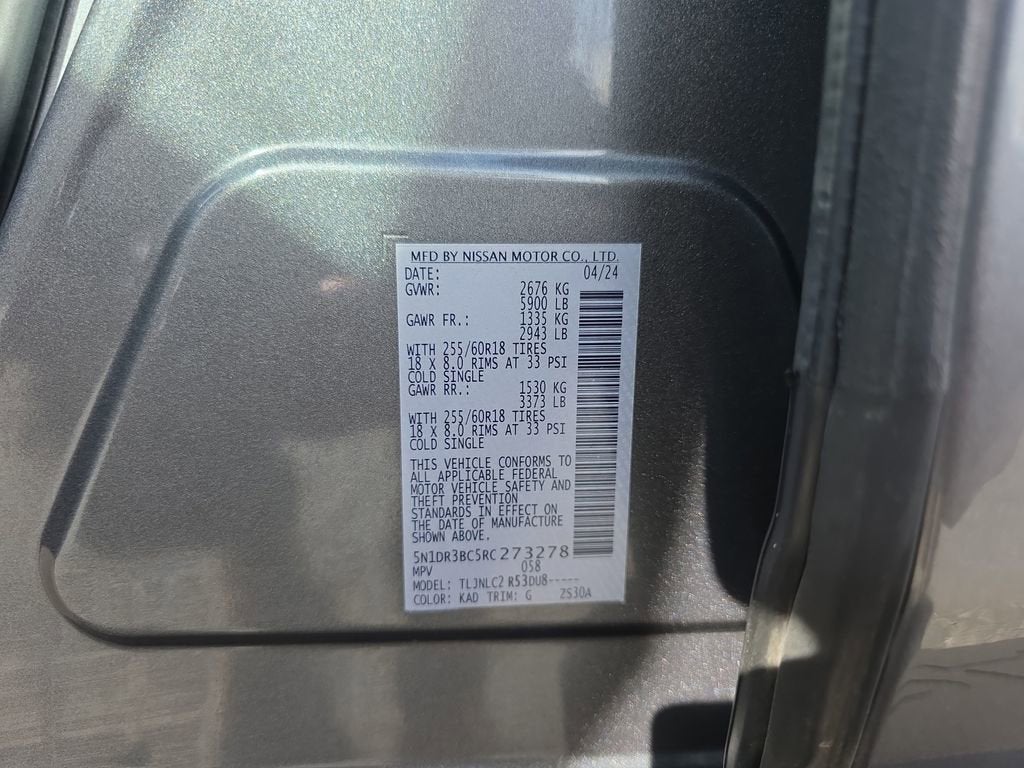 MFD BY NISSAN MOTOR CO., LTD.
DATE: 04/24
GVWR: 2676 KG
5900 LB
GAWR FR.: 1335 KG
2943 LB
WITH 255/60R18 TIRES
18 X 8.0 RIMS AT 33 PSI
COLD SINGLE
GAWR RR.: 1530 KG
3373 LB
WITH 255/60R18 TIRES
18 X 8.0 RIMS AT 33 PSI
COLD SINGLE
THIS VEHICLE CONFORMS TO
ALL APPLICABLE FEDERAL
MOTOR VEHICLE SAFETY AND
THEFT PREVENTION
STANDARDS IN EFFECT ON
THE DATE OF MANUFACTURE
SHOWN ABOVE.
5N1DR3BC5RC273278
MPV 058
MODEL: TLJNLC2 R53DU8-----
COLOR: KAD TRIM: G ZS30A